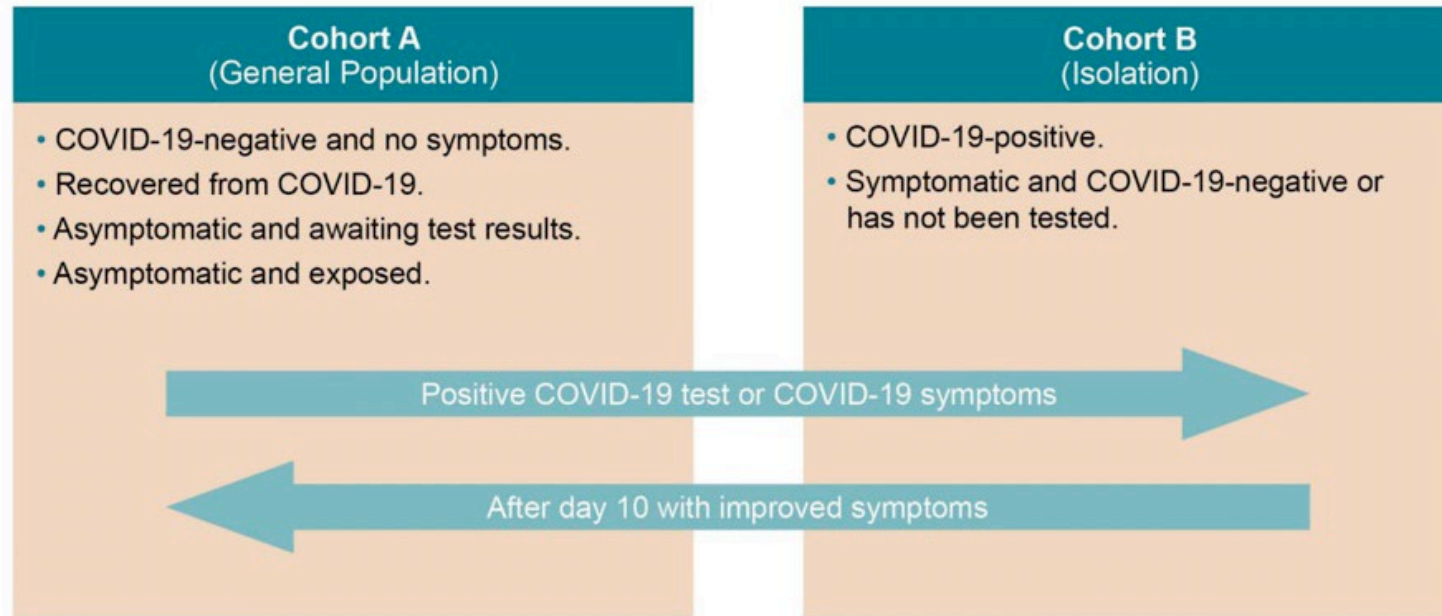 Cohort A
(General Population)
• COVID-19-negative and no symptoms.
• Recovered from COVID-19.
• Asymptomatic and awaiting test results.
• Asymptomatic and exposed.
Cohort B
(Isolation)
• COVID-19-positive.
• Symptomatic and COVID-19-negative or
has not been tested.
Positive COVID-19 test or COVID-19 symptoms
After day 10 with improved symptoms